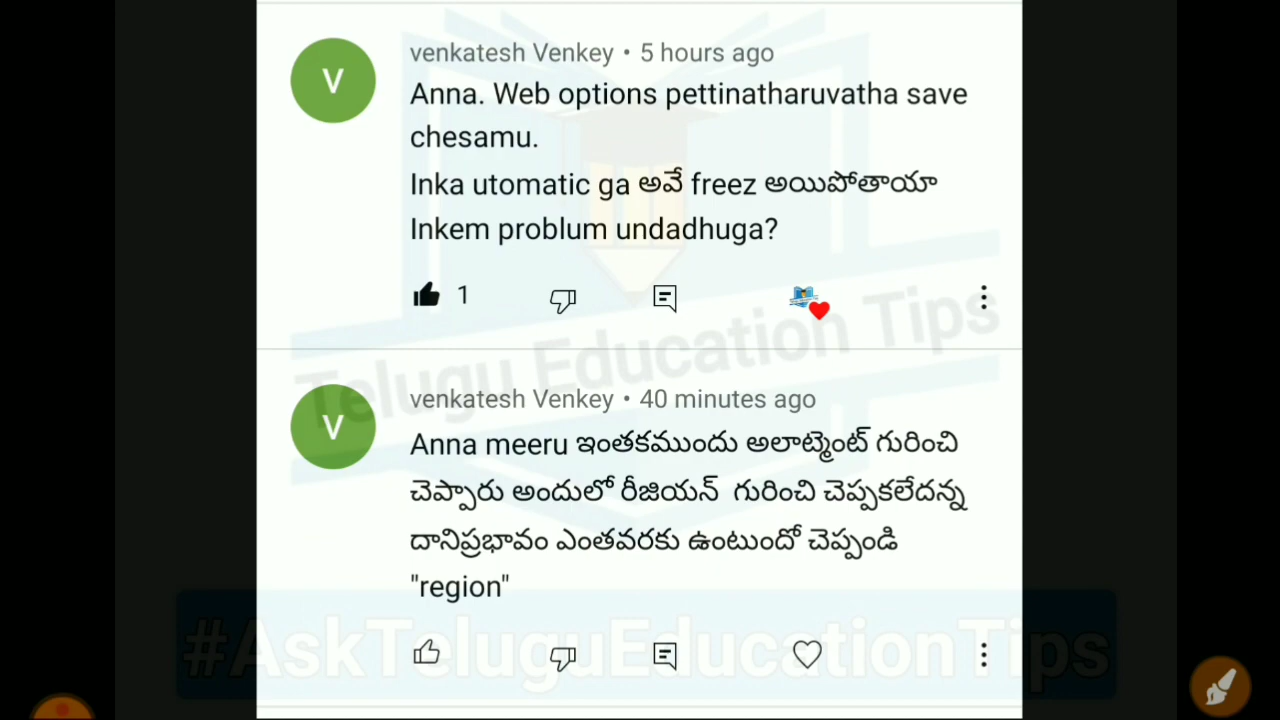 venkatesh Venkey • 5 hours ago
V
Anna. Web options pettinatharuvatha save
chesamu.
Inka utomatic ga అవే freez అయిపోతాయా
Inkem problum undadhuga?
1
Telugu Education Tips
venkatesh Venkey • 40 minutes ago
V
Anna meeru ఇంతకముందు అలాట్మెంట్ గురించి
చెప్పారు అందులో రీజియన్ గురించి చెప్పకలేదన్న
దానిప్రభావం ఎంతవరకు ఉంటుందో చెప్పండి
"region"
#AskTeluguEducationTips